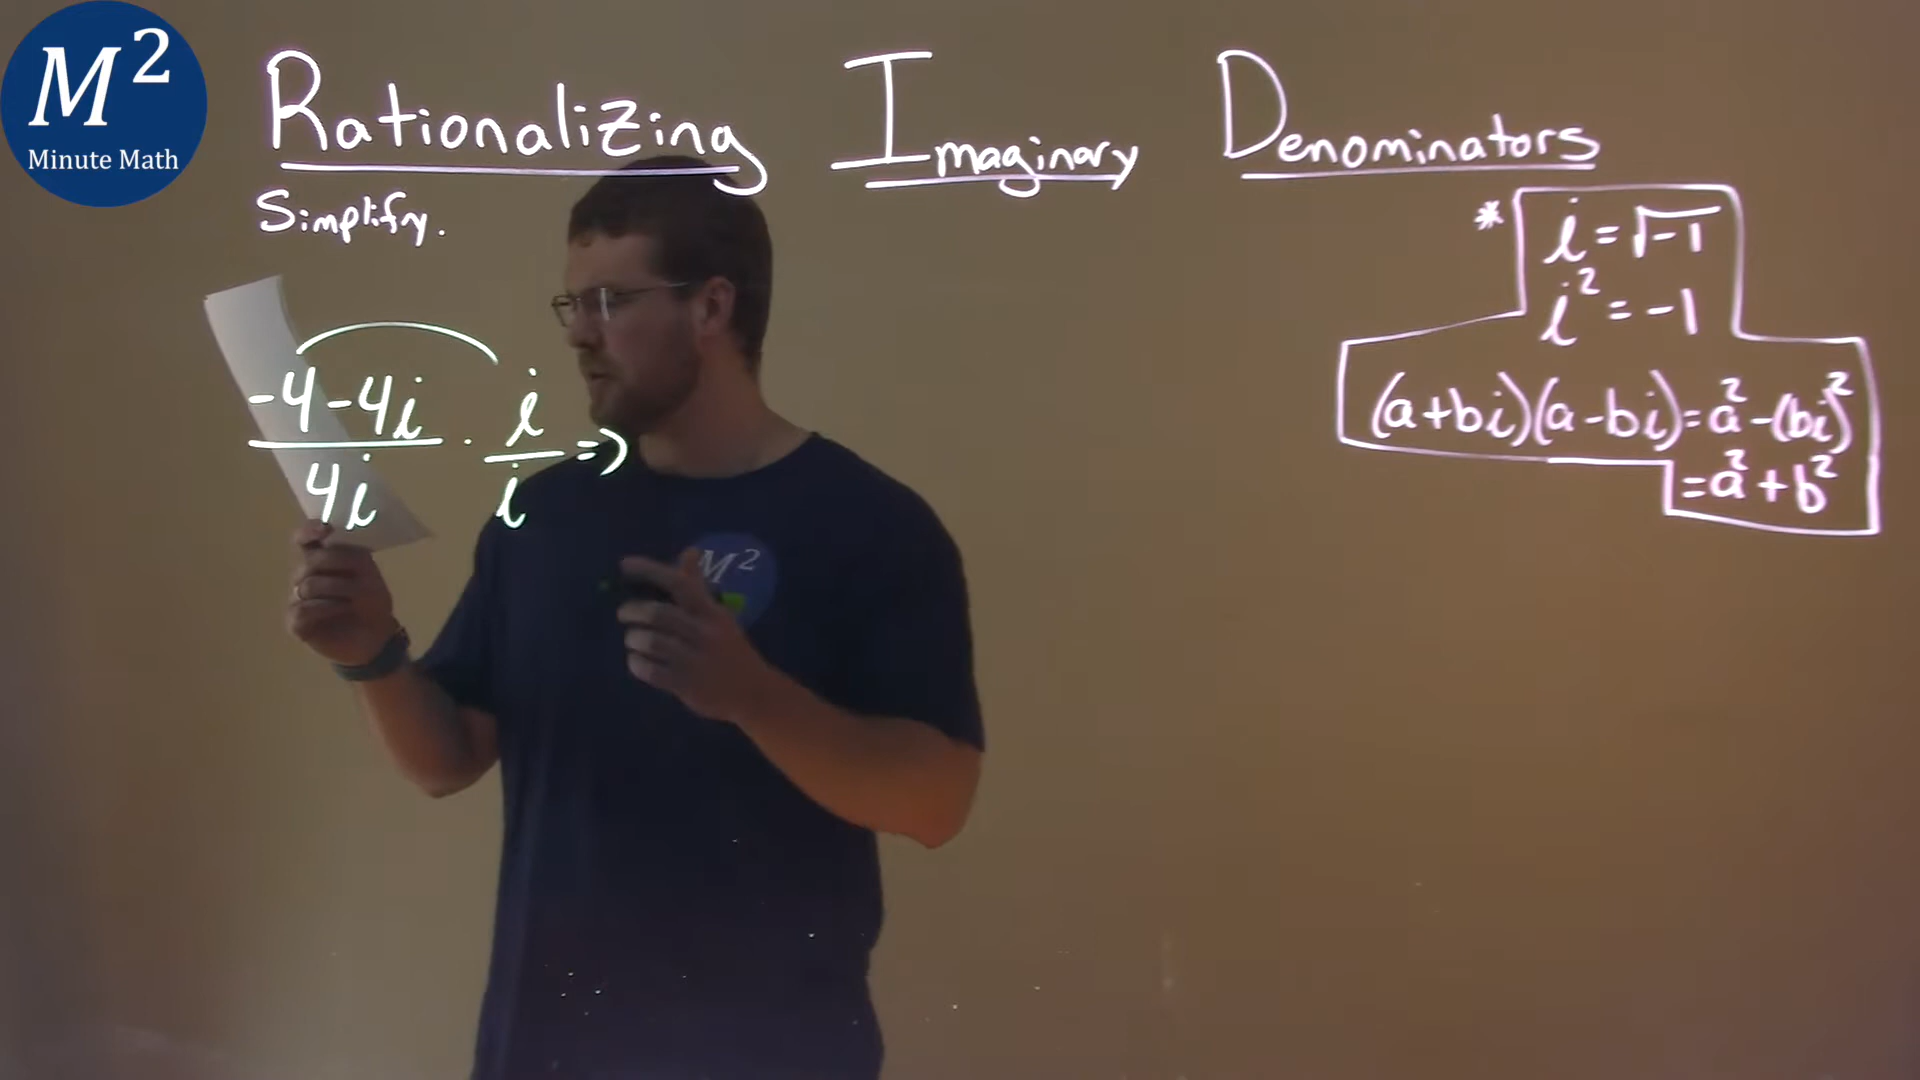 M²
Minute Math
Rationalizing Imaginary Denominators
Simplify.
* i = √-1
i² = -1
(a+bi)(a-bi) = a² - (bi)²
= a² + b²
-4-4i / 4i · i / i =>
M²